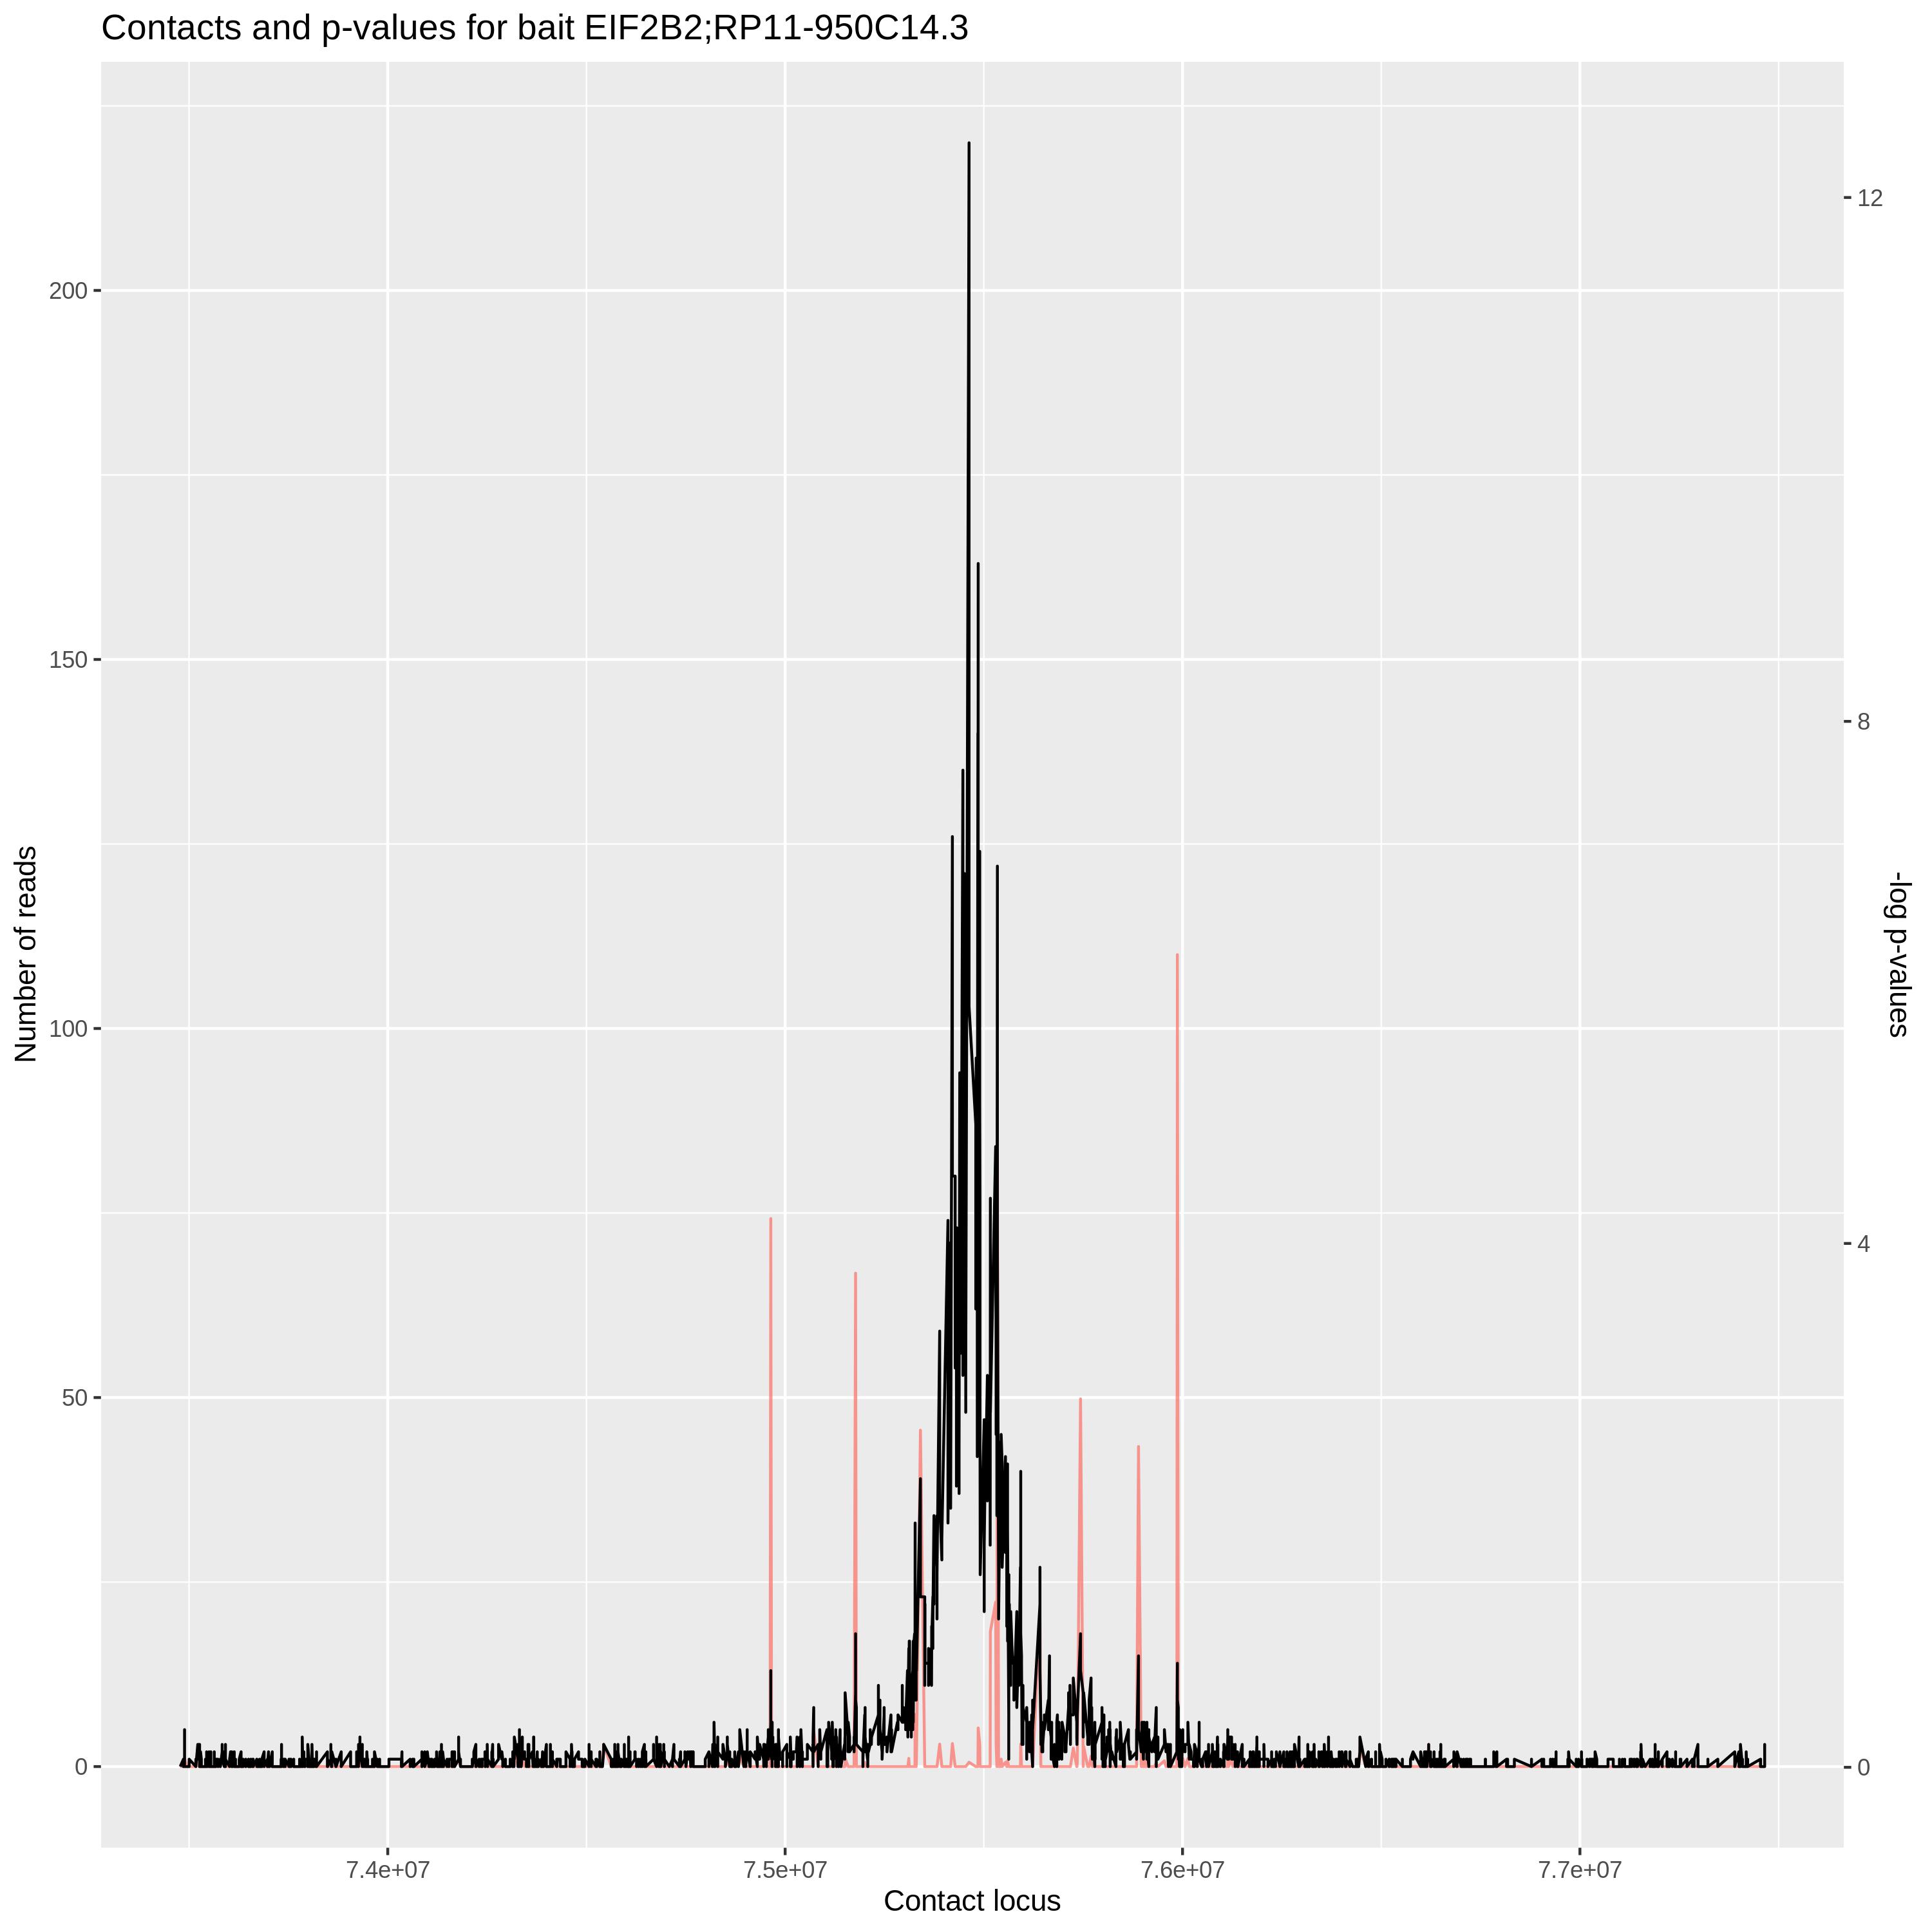 Contacts and p-values for bait EIF2B2;RP11-950C14.3
Number of reads
200
150
100
50
0
12
8
4
0
-log p-values
7.4e+07
7.5e+07
7.6e+07
7.7e+07
Contact locus